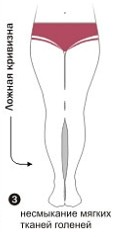 Ложная кривизна
3 несмыкание мягких
тканей голеней